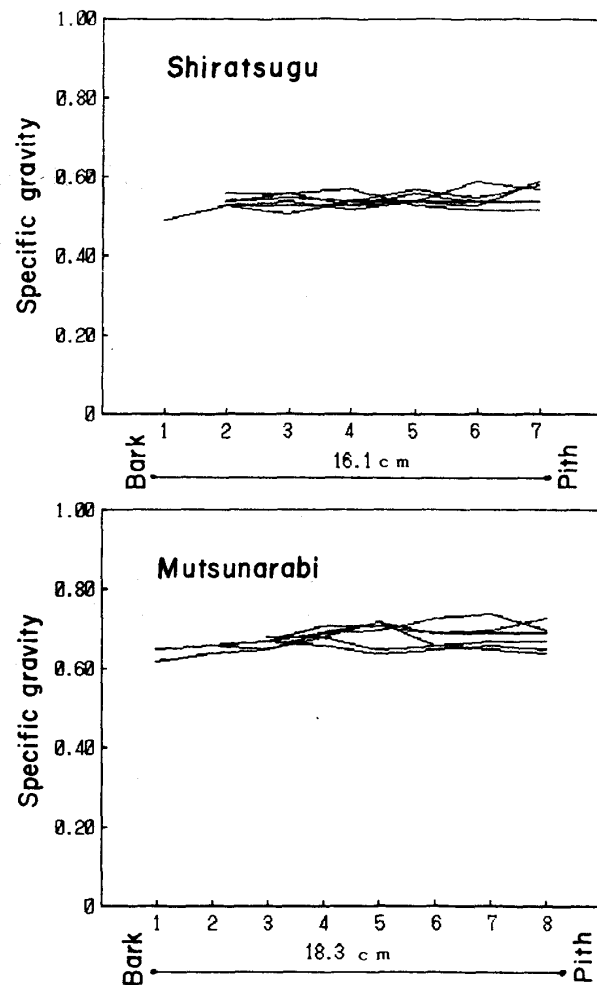 1.00
Shiratsugu
0.80
0.60
0.40
0.20
0
Specific gravity
1 2 3 4 5 6 7
Bark
16.1 cm
Pith
1.00
Mutsunarabi
0.80
0.60
0.40
0.20
0
Specific gravity
1 2 3 4 5 6 7 8
Bark
18.3 cm
Pith